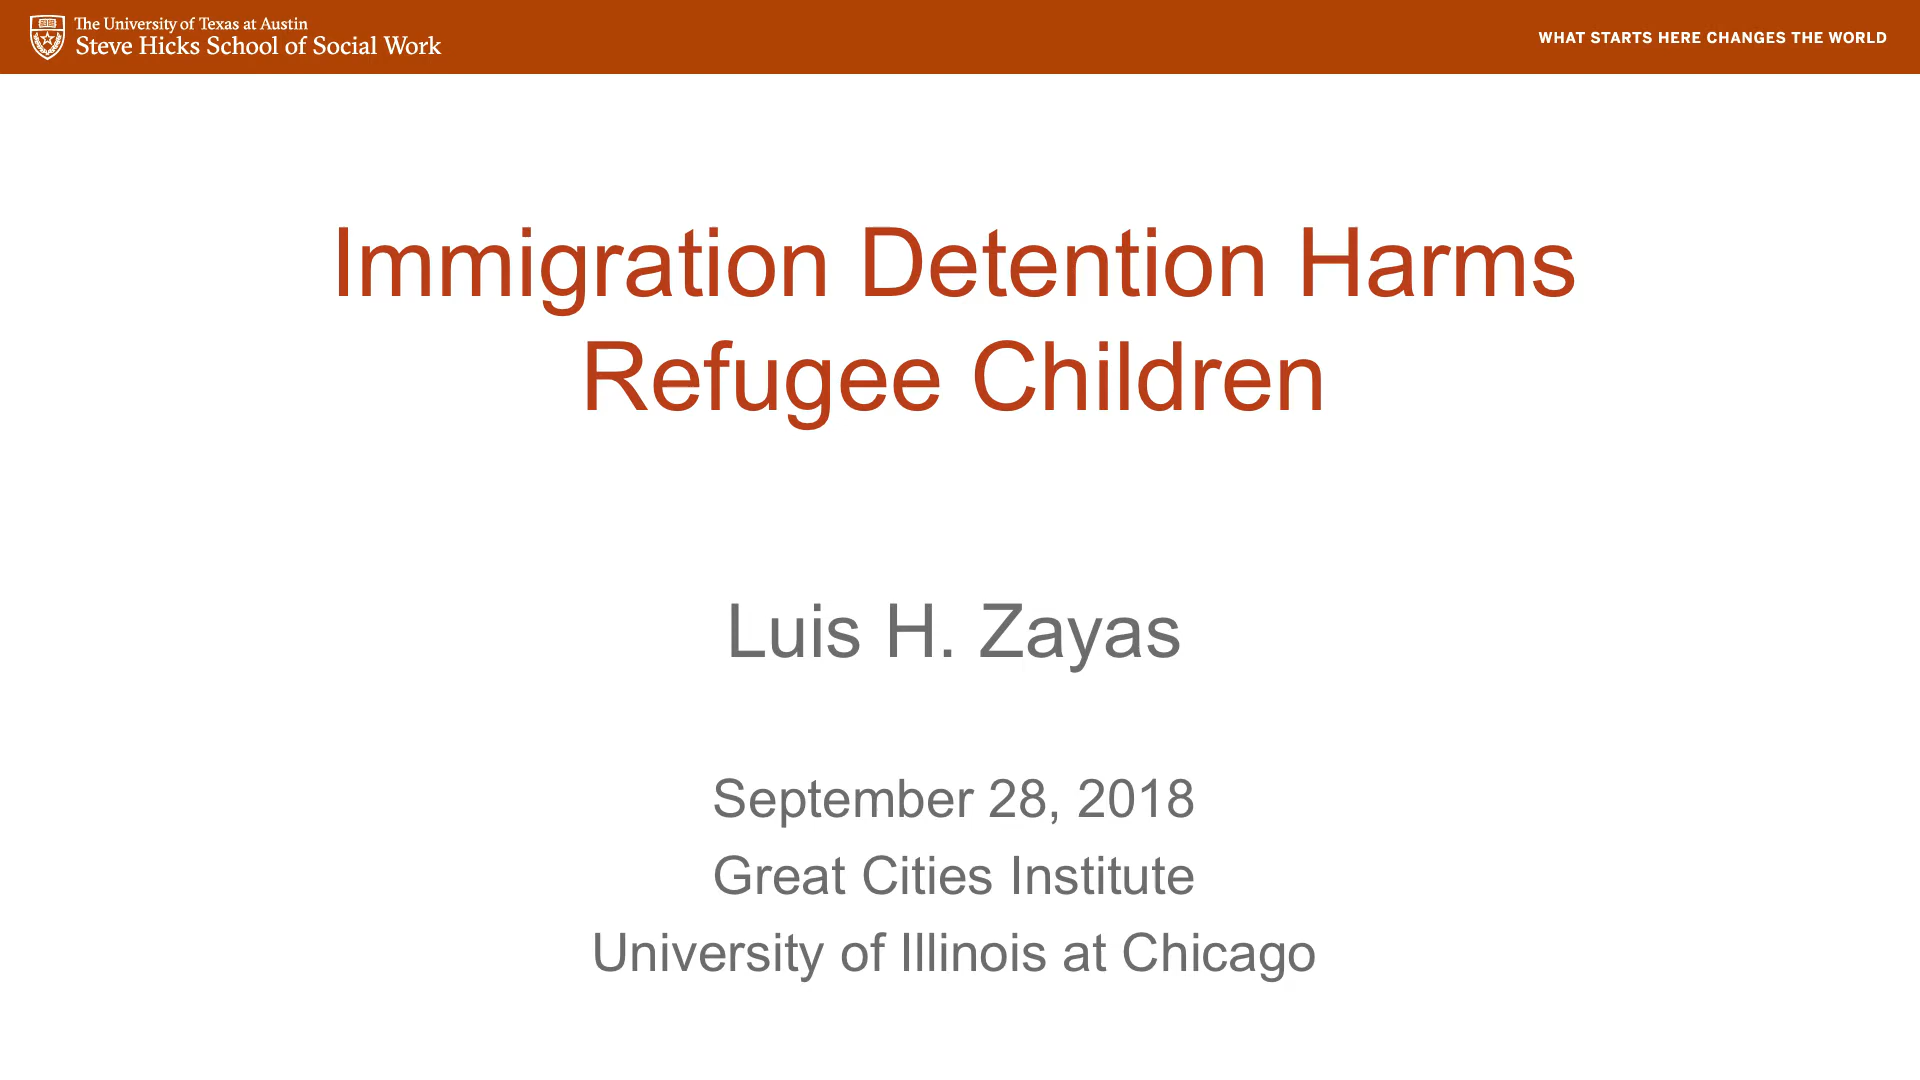 The University of Texas at Austin
Steve Hicks School of Social Work
WHAT STARTS HERE CHANGES THE WORLD
Immigration Detention Harms
Refugee Children
Luis H. Zayas
September 28, 2018
Great Cities Institute
University of Illinois at Chicago